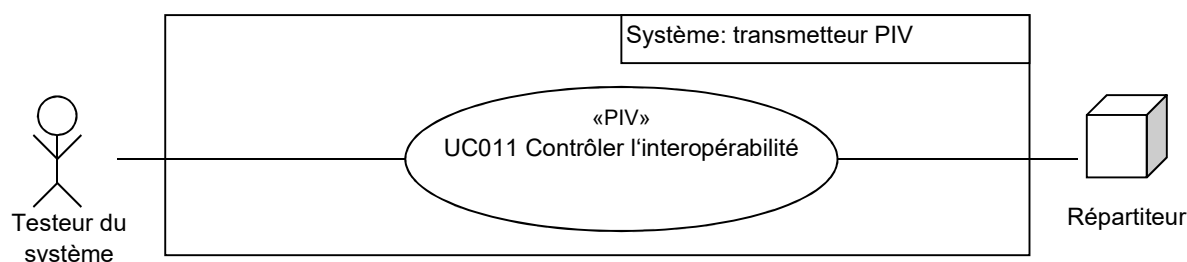 Système: transmetteur PIV
«PIV»
UC011 Contrôler l‘interopérabilité
Testeur du
système
Répartiteur